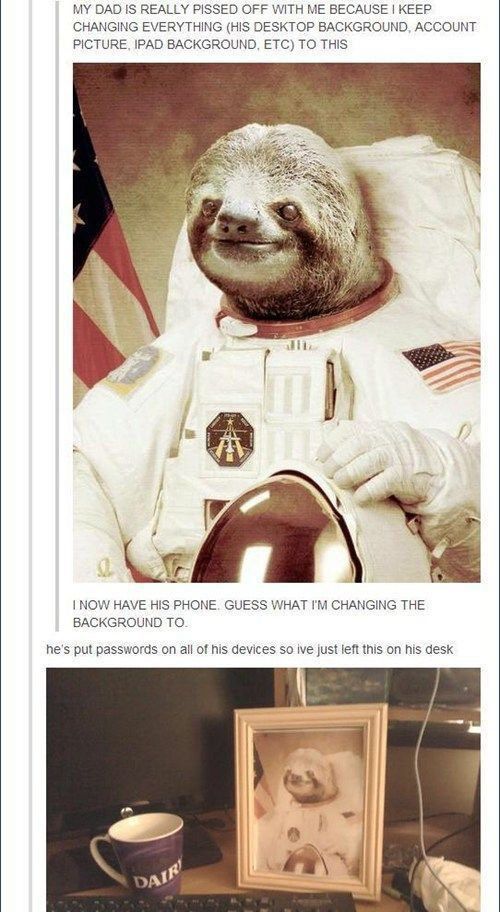 MY DAD IS REALLY PISSED OFF WITH ME BECAUSE I KEEP
CHANGING EVERYTHING (HIS DESKTOP BACKGROUND, ACCOUNT
PICTURE, IPAD BACKGROUND, ETC) TO THIS
I NOW HAVE HIS PHONE. GUESS WHAT I'M CHANGING THE
BACKGROUND TO.
he's put passwords on all of his devices so ive just left this on his desk
DAIRY